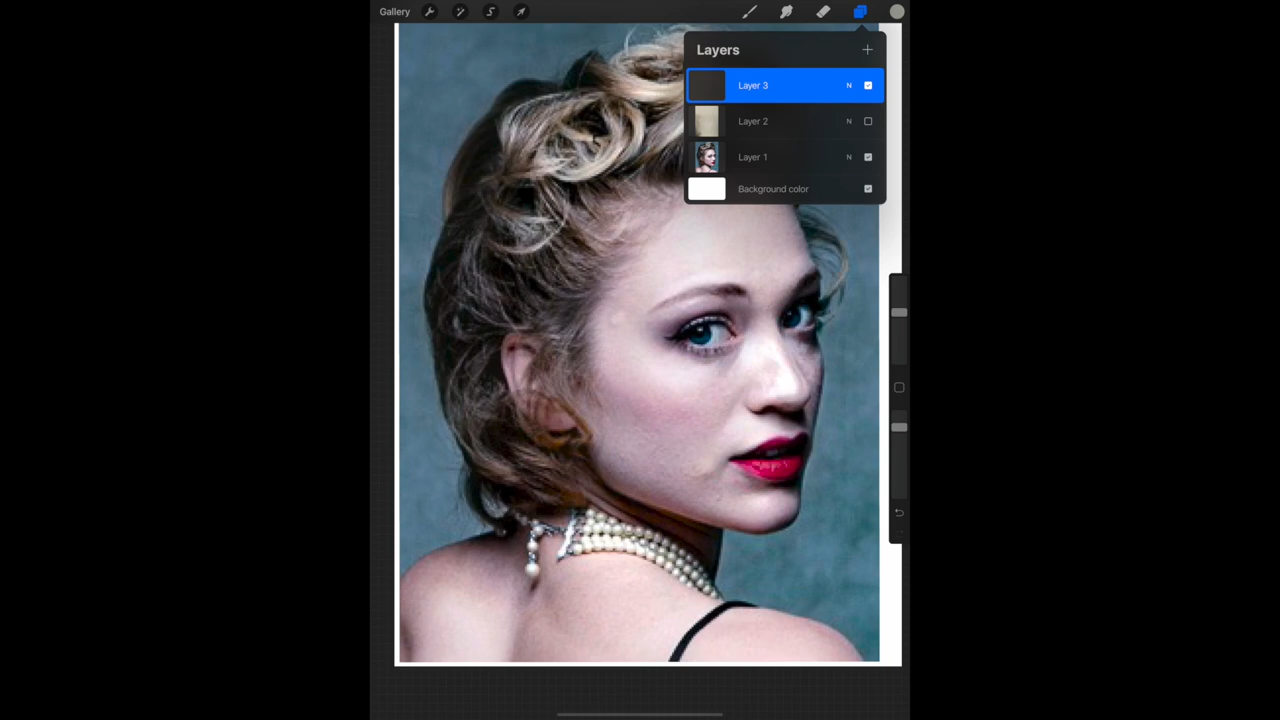 Gallery
Layers
Layer 3 N
Layer 2 N
Layer 1 N
Background color